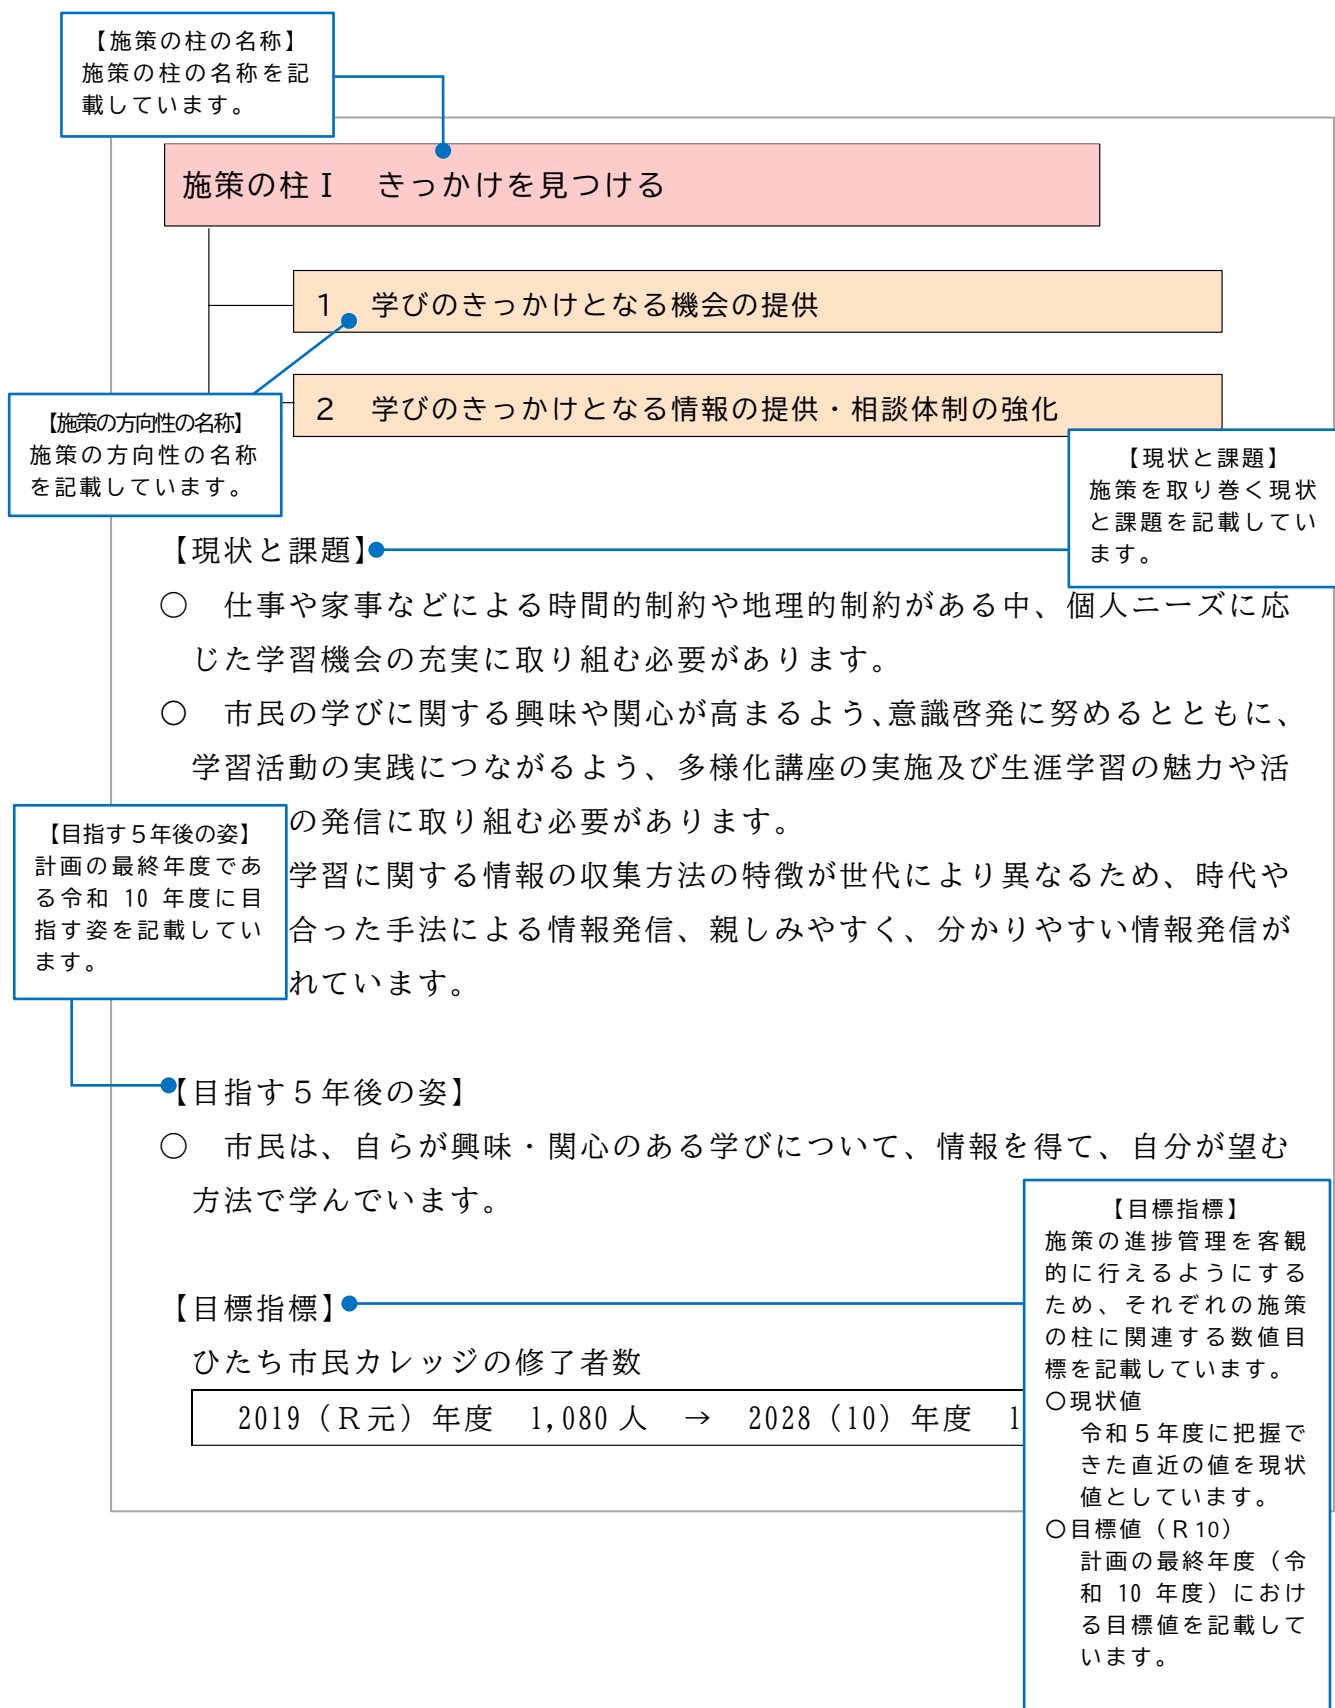 【施策の柱の名称】
施策の柱の名称を記
載しています。
施策の柱Ⅰ　きっかけを見つける
１　学びのきっかけとなる機会の提供
２　学びのきっかけとなる情報の提供・相談体制の強化
【施策の方向性の名称】
施策の方向性の名称
を記載しています。
【現状と課題】
施策を取り巻く現状
と課題を記載してい
ます。
【現状と課題】
○　仕事や家事などによる時間的制約や地理的制約がある中、個人ニーズに応
じた学習機会の充実に取り組む必要があります。
○　市民の学びに関する興味や関心が高まるよう、意識啓発に努めるとともに、
学習活動の実践につながるよう、多様化講座の実施及び生涯学習の魅力や活
の発信に取り組む必要があります。
学習に関する情報の収集方法の特徴が世代により異なるため、時代や
合った手法による情報発信、親しみやすく、分かりやすい情報発信が
れています。
【目指す５年後の姿】
計画の最終年度であ
る令和 10 年度に目
指す姿を記載してい
ます。
【目指す５年後の姿】
○　市民は、自らが興味・関心のある学びについて、情報を得て、自分が望む
方法で学んでいます。
【目標指標】
ひたち市民カレッジの修了者数
2019（Ｒ元）年度　1,080 人　→　2028（10）年度　1
【目標指標】
施策の進捗管理を客観
的に行えるようにする
ため、それぞれの施策
の柱に関連する数値目
標を記載しています。
○現状値
令和５年度に把握で
きた直近の値を現状
値としています。
○目標値（Ｒ10）
計画の最終年度（令
和 10 年度）におけ
る目標値を記載して
います。